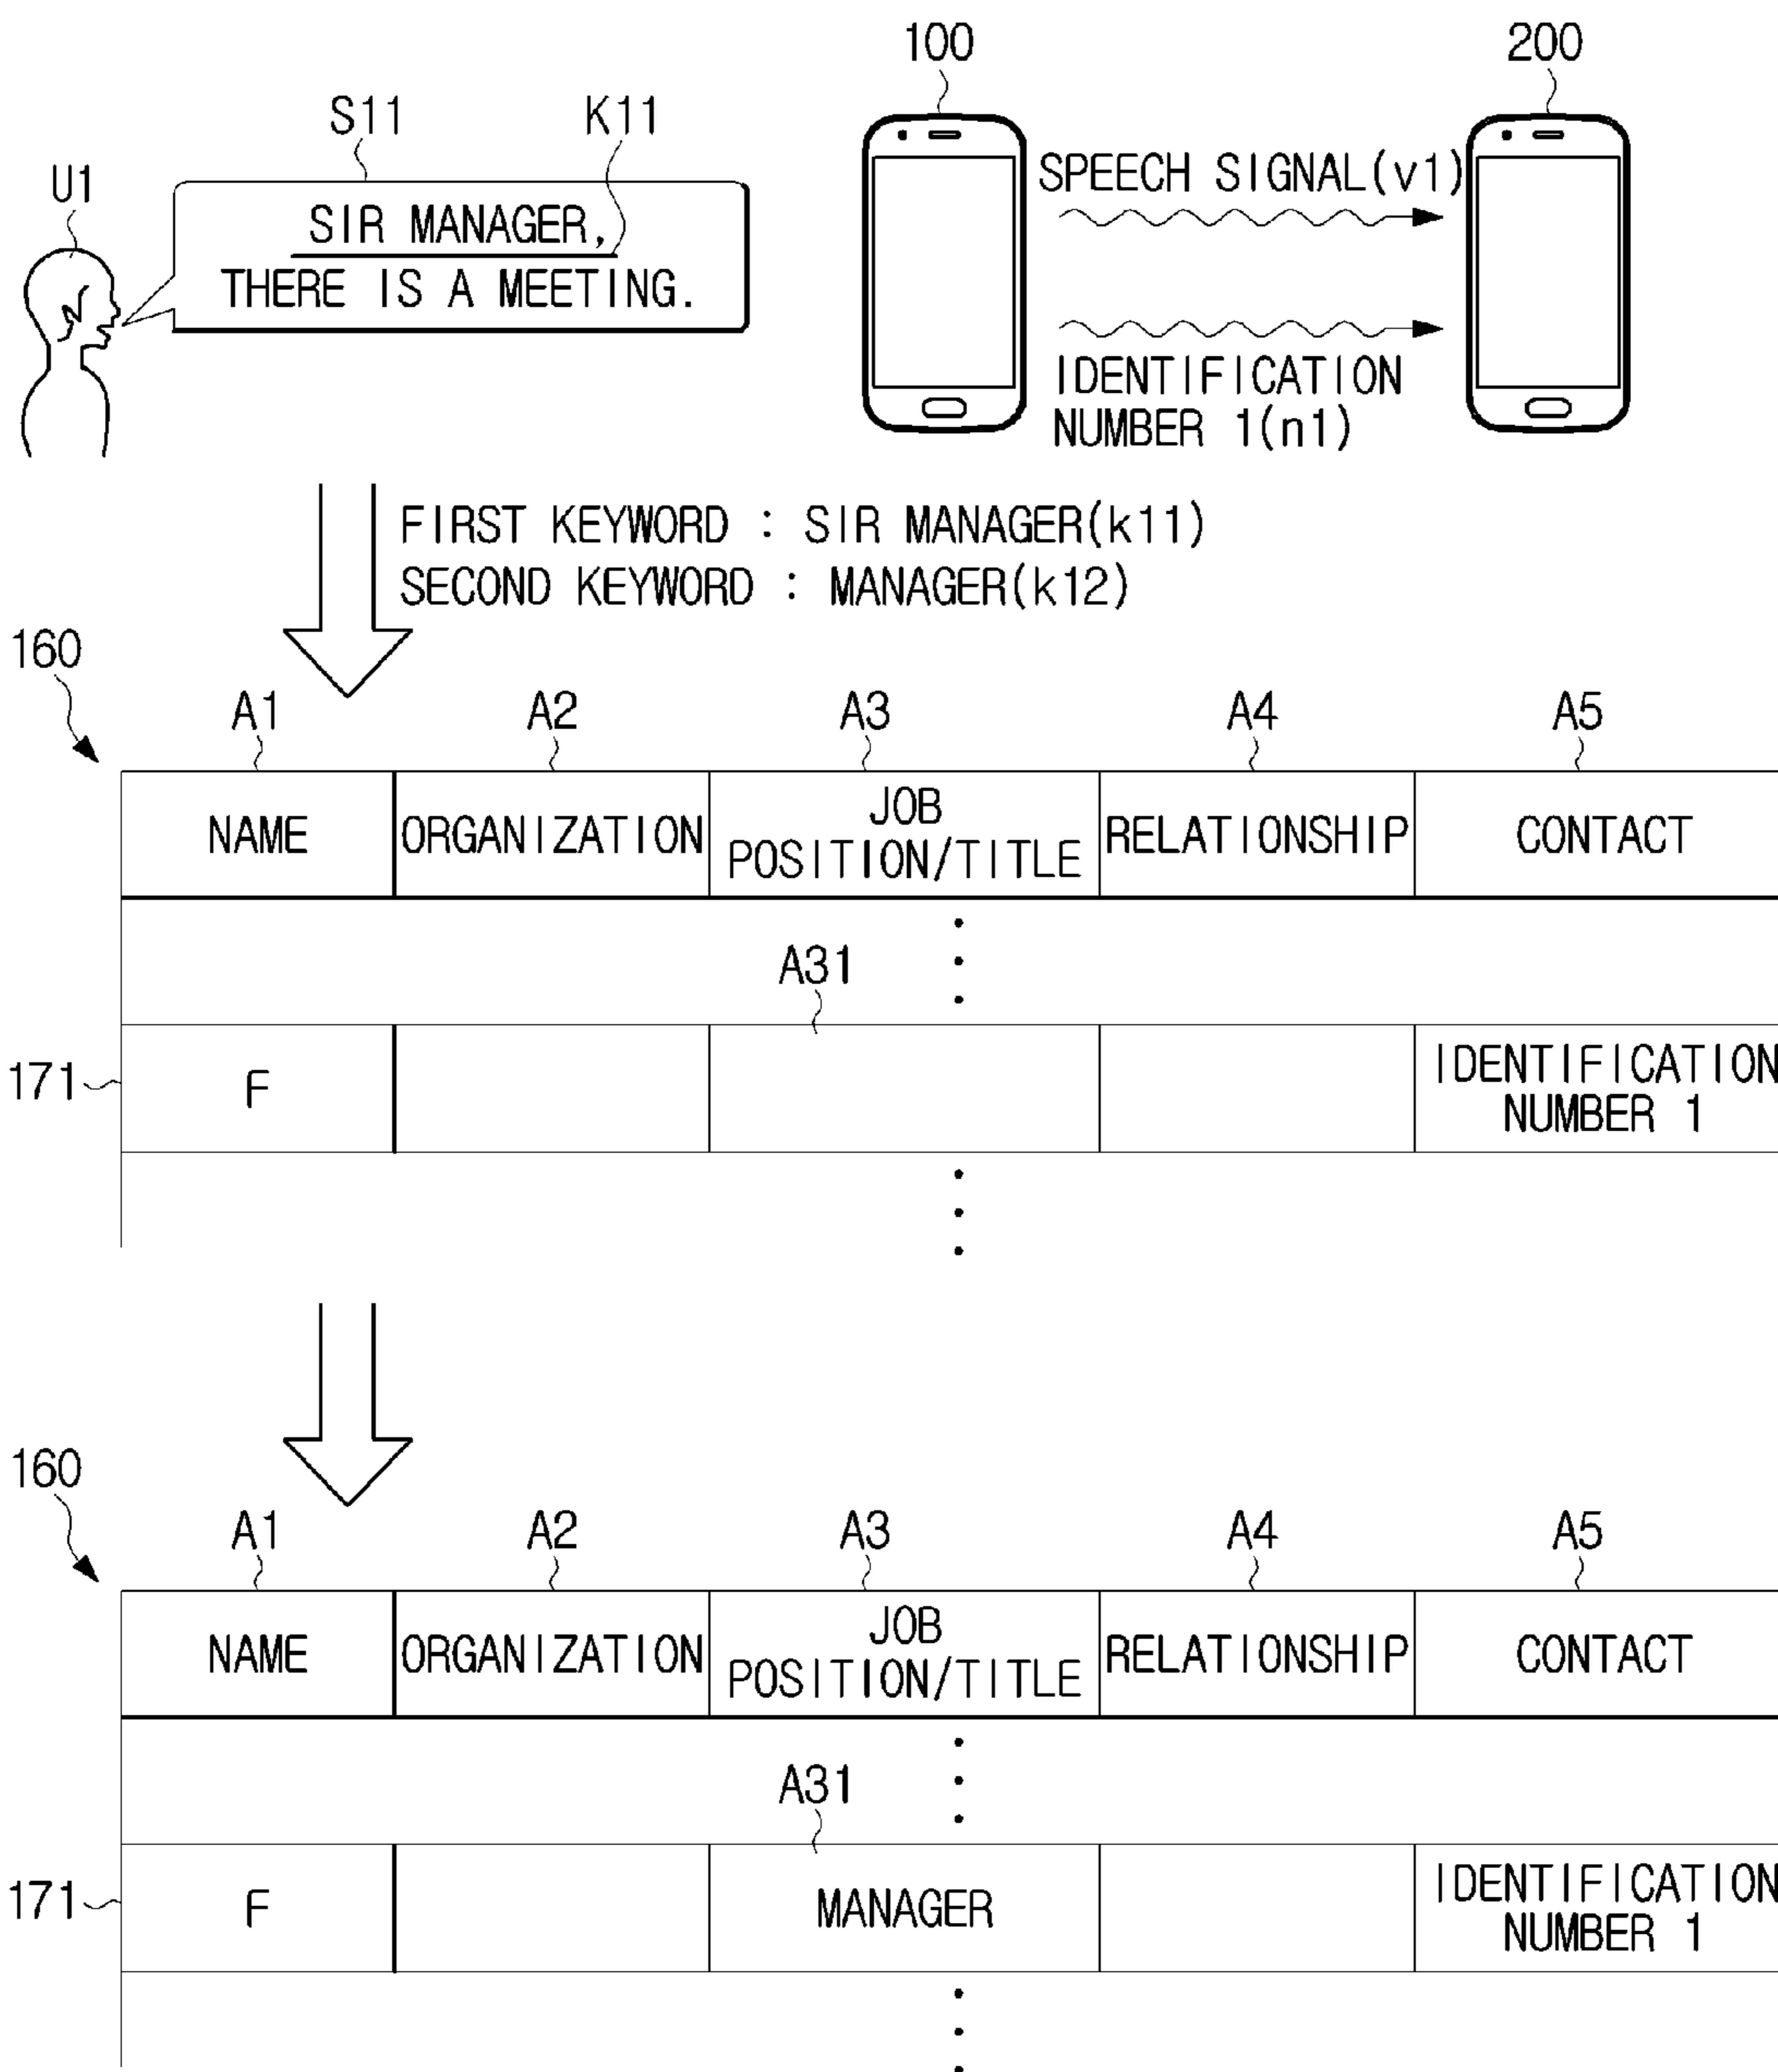 100
200
S11
K11
U1
SIR MANAGER,
THERE IS A MEETING.
SPEECH SIGNAL(v1)
IDENTIFICATION
NUMBER 1(n1)
FIRST KEYWORD : SIR MANAGER(k11)
SECOND KEYWORD : MANAGER(k12)
160
A1
A2
A3
A4
A5
NAME
ORGANIZATION
JOB
POSITION/TITLE
RELATIONSHIP
CONTACT
A31
171
F
IDENTIFICATION
NUMBER 1
160
A1
A2
A3
A4
A5
NAME
ORGANIZATION
JOB
POSITION/TITLE
RELATIONSHIP
CONTACT
A31
171
F
MANAGER
IDENTIFICATION
NUMBER 1